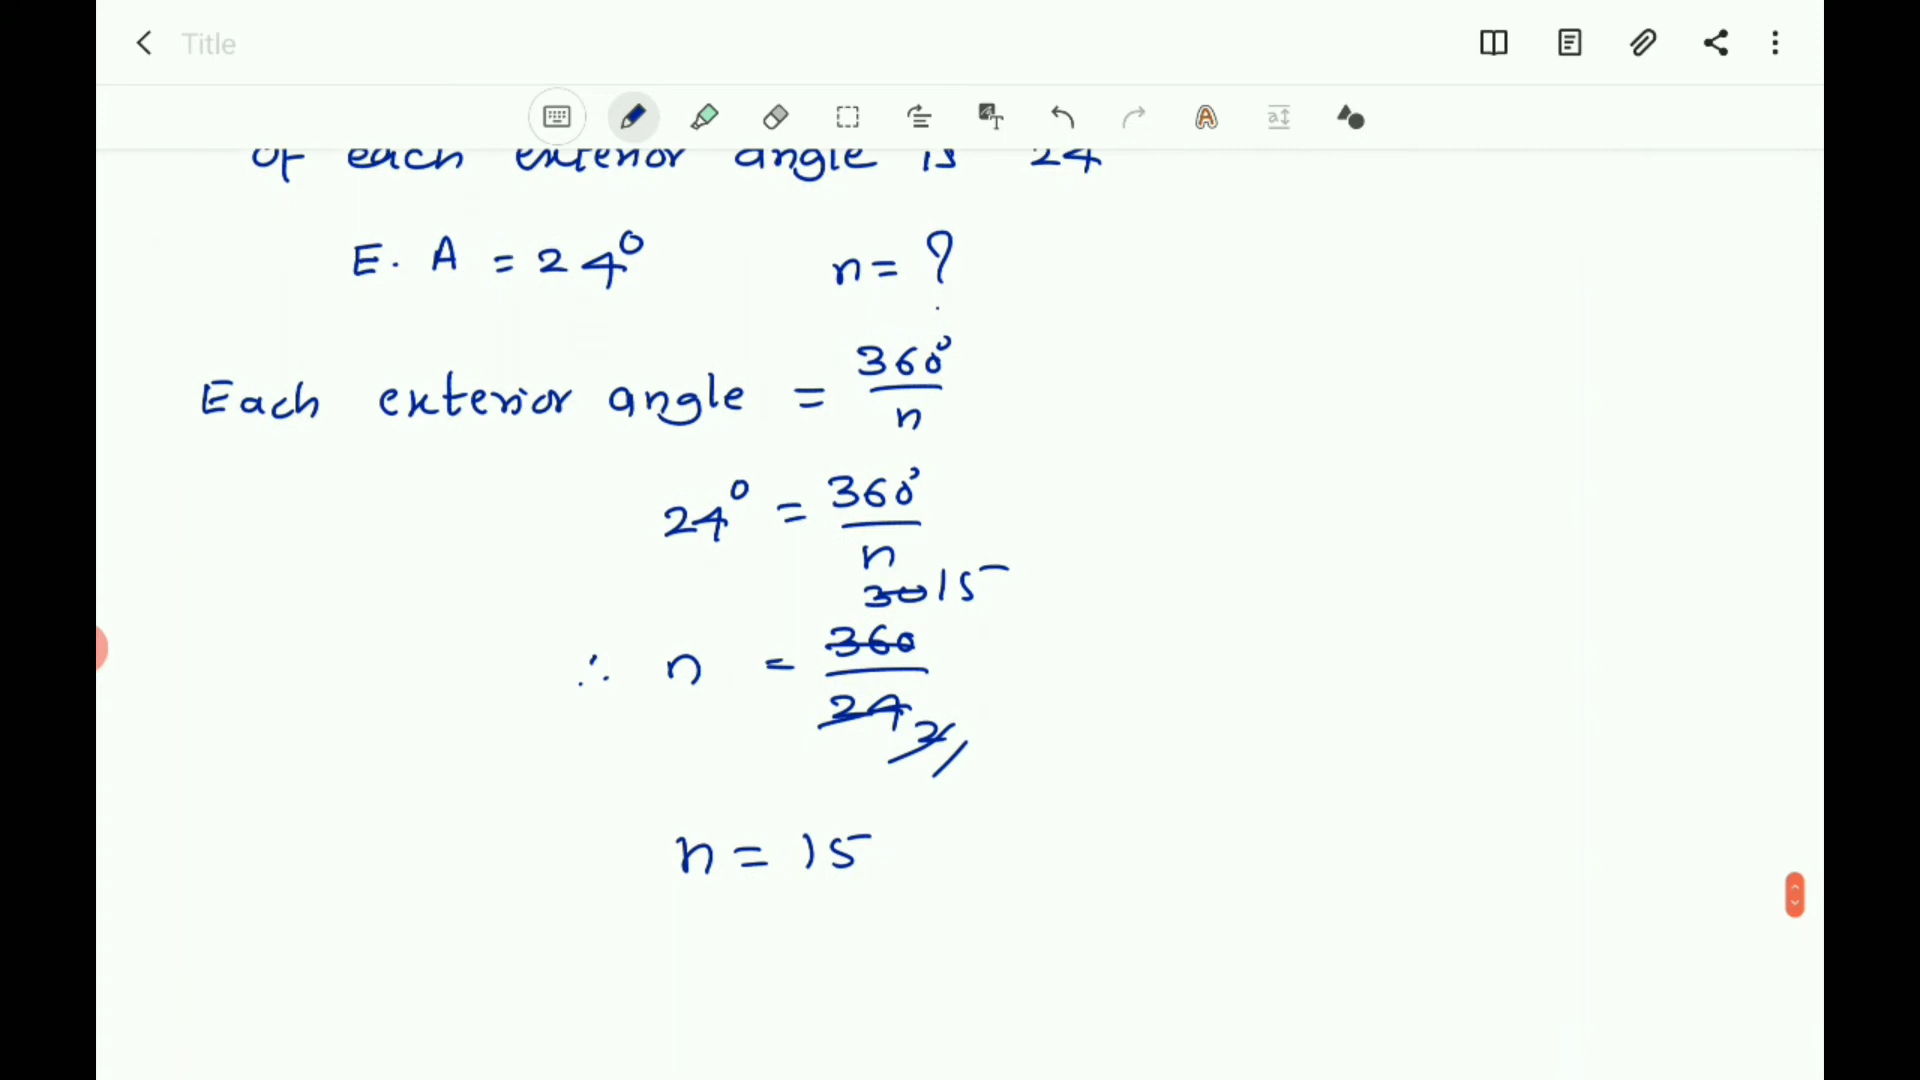 Title
of each exterior angle is 24
E. A = 24° n = ?
Each exterior angle = 360°/n
24° = 360°/n
30 15
∴ n = 360/24 2
n = 15